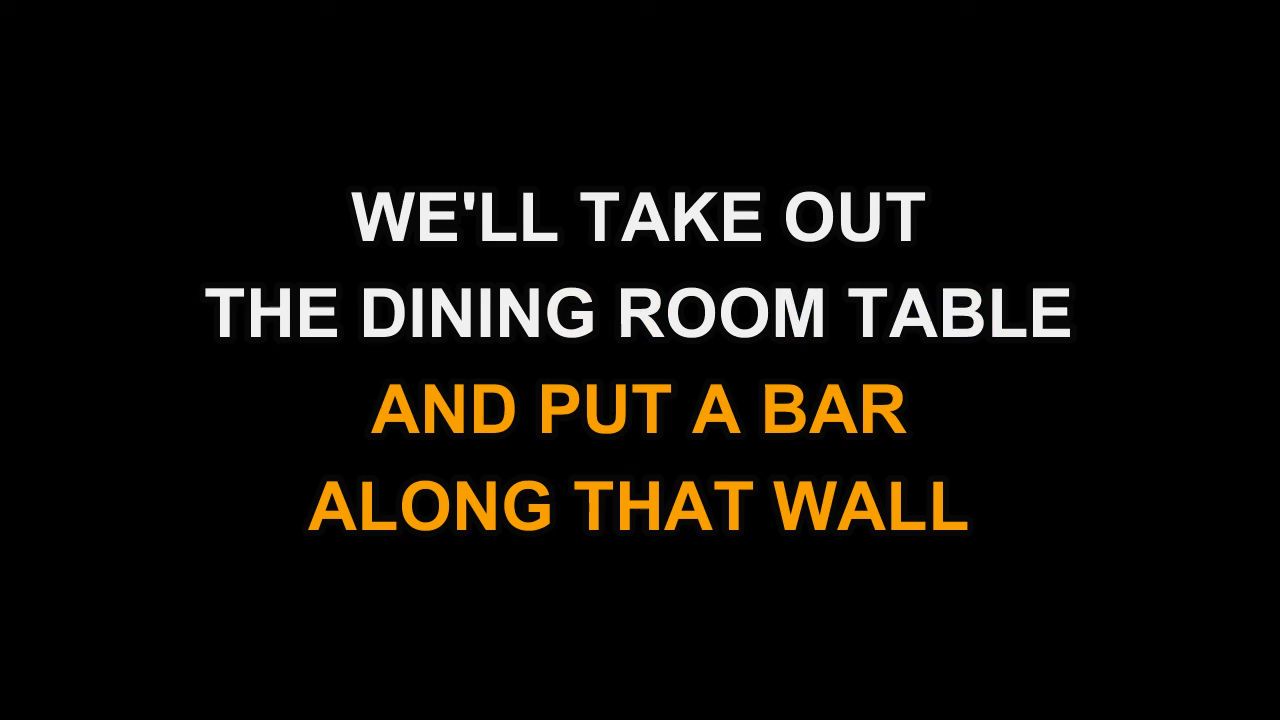 WE'LL TAKE OUT
THE DINING ROOM TABLE
AND PUT A BAR
ALONG THAT WALL